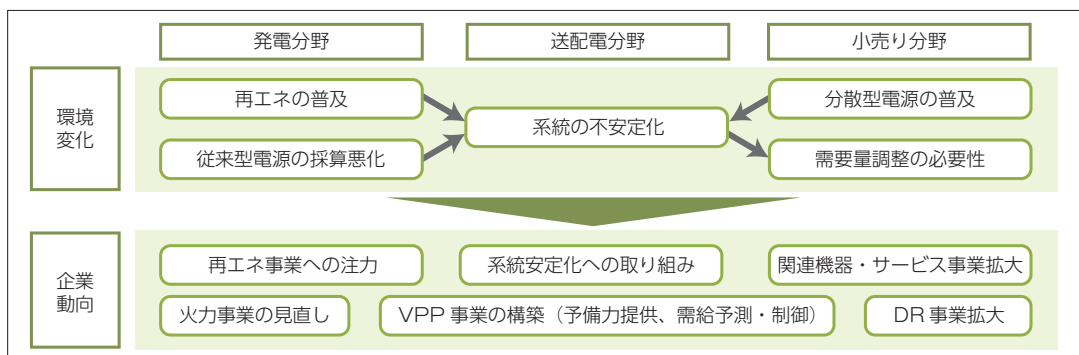 発電分野
送配電分野
小売り分野
環境
変化
再エネの普及
分散型電源の普及
系統の不安定化
従来型電源の採算悪化
需要量調整の必要性
企業
動向
再エネ事業への注力
系統安定化への取り組み
関連機器・サービス事業拡大
火力事業の見直し
VPP 事業の構築（予備力提供、需給予測・制御）
DR 事業拡大